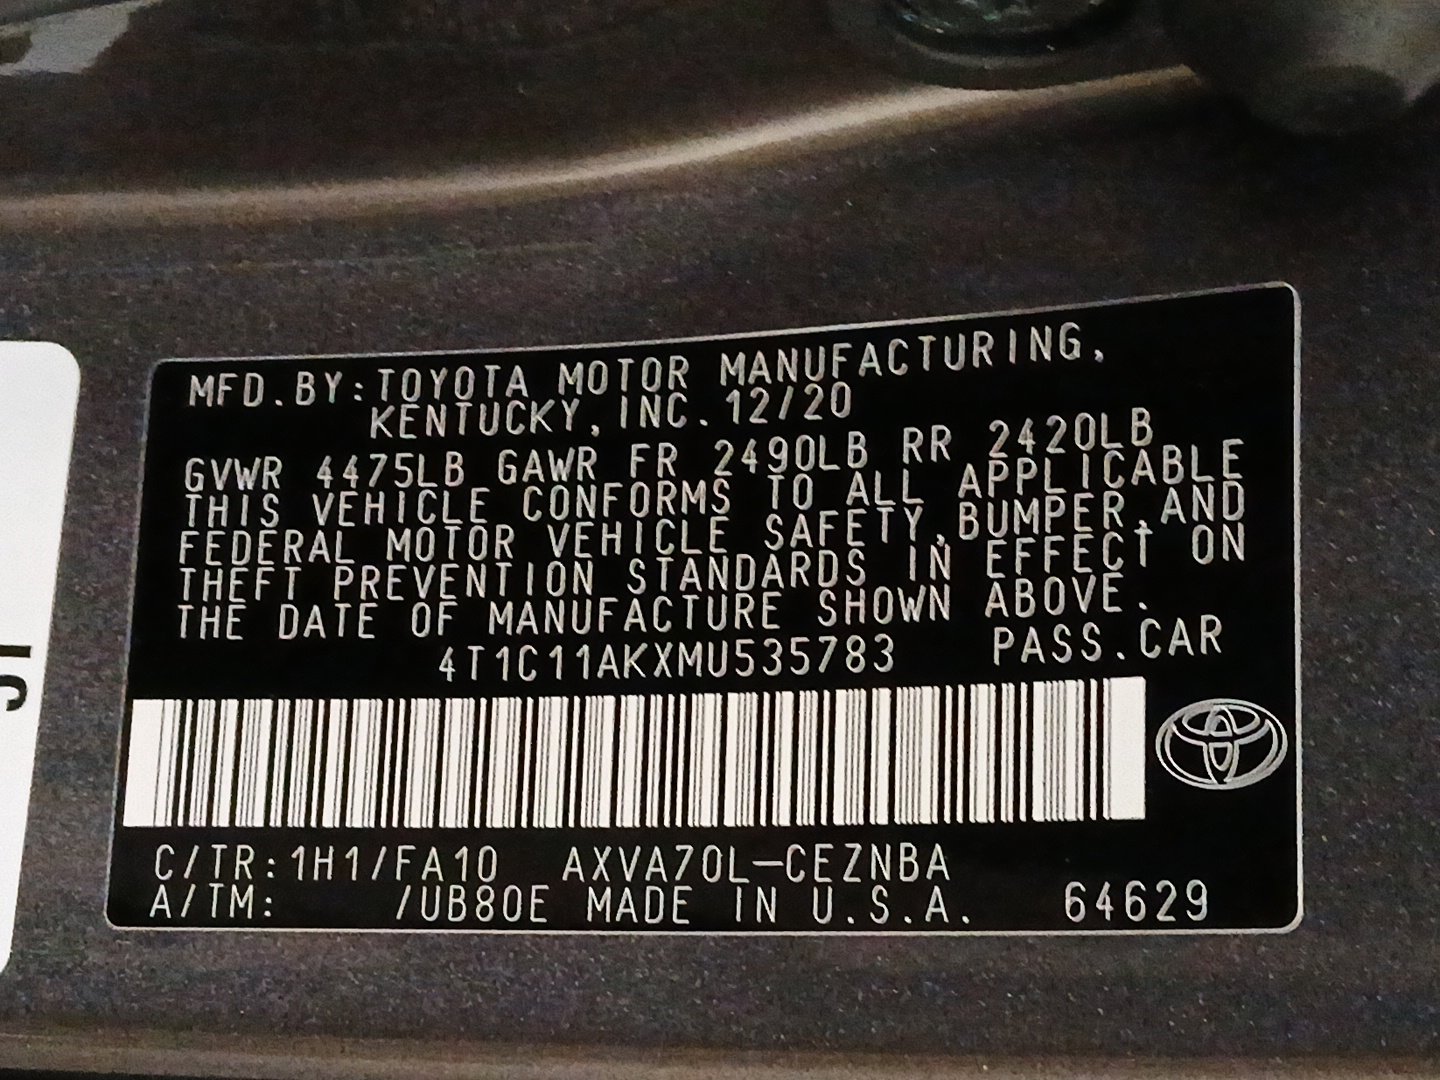 MFD.BY:TOYOTA MOTOR MANUFACTURING,
KENTUCKY, INC. 12/20
GVWR 4475LB GAWR FR 2490LB RR 2420LB
THIS VEHICLE CONFORMS TO ALL APPLICABLE
FEDERAL MOTOR VEHICLE SAFETY,BUMPER,AND
THEFT PREVENTION STANDARDS IN EFFECT ON
THE DATE OF MANUFACTURE SHOWN ABOVE.
4T1C11AKXMU535783 PASS.CAR
C/TR:1H1/FA10 AXVA70L-CEZNBA
A/TM: /UB80E MADE IN U.S.A. 64629